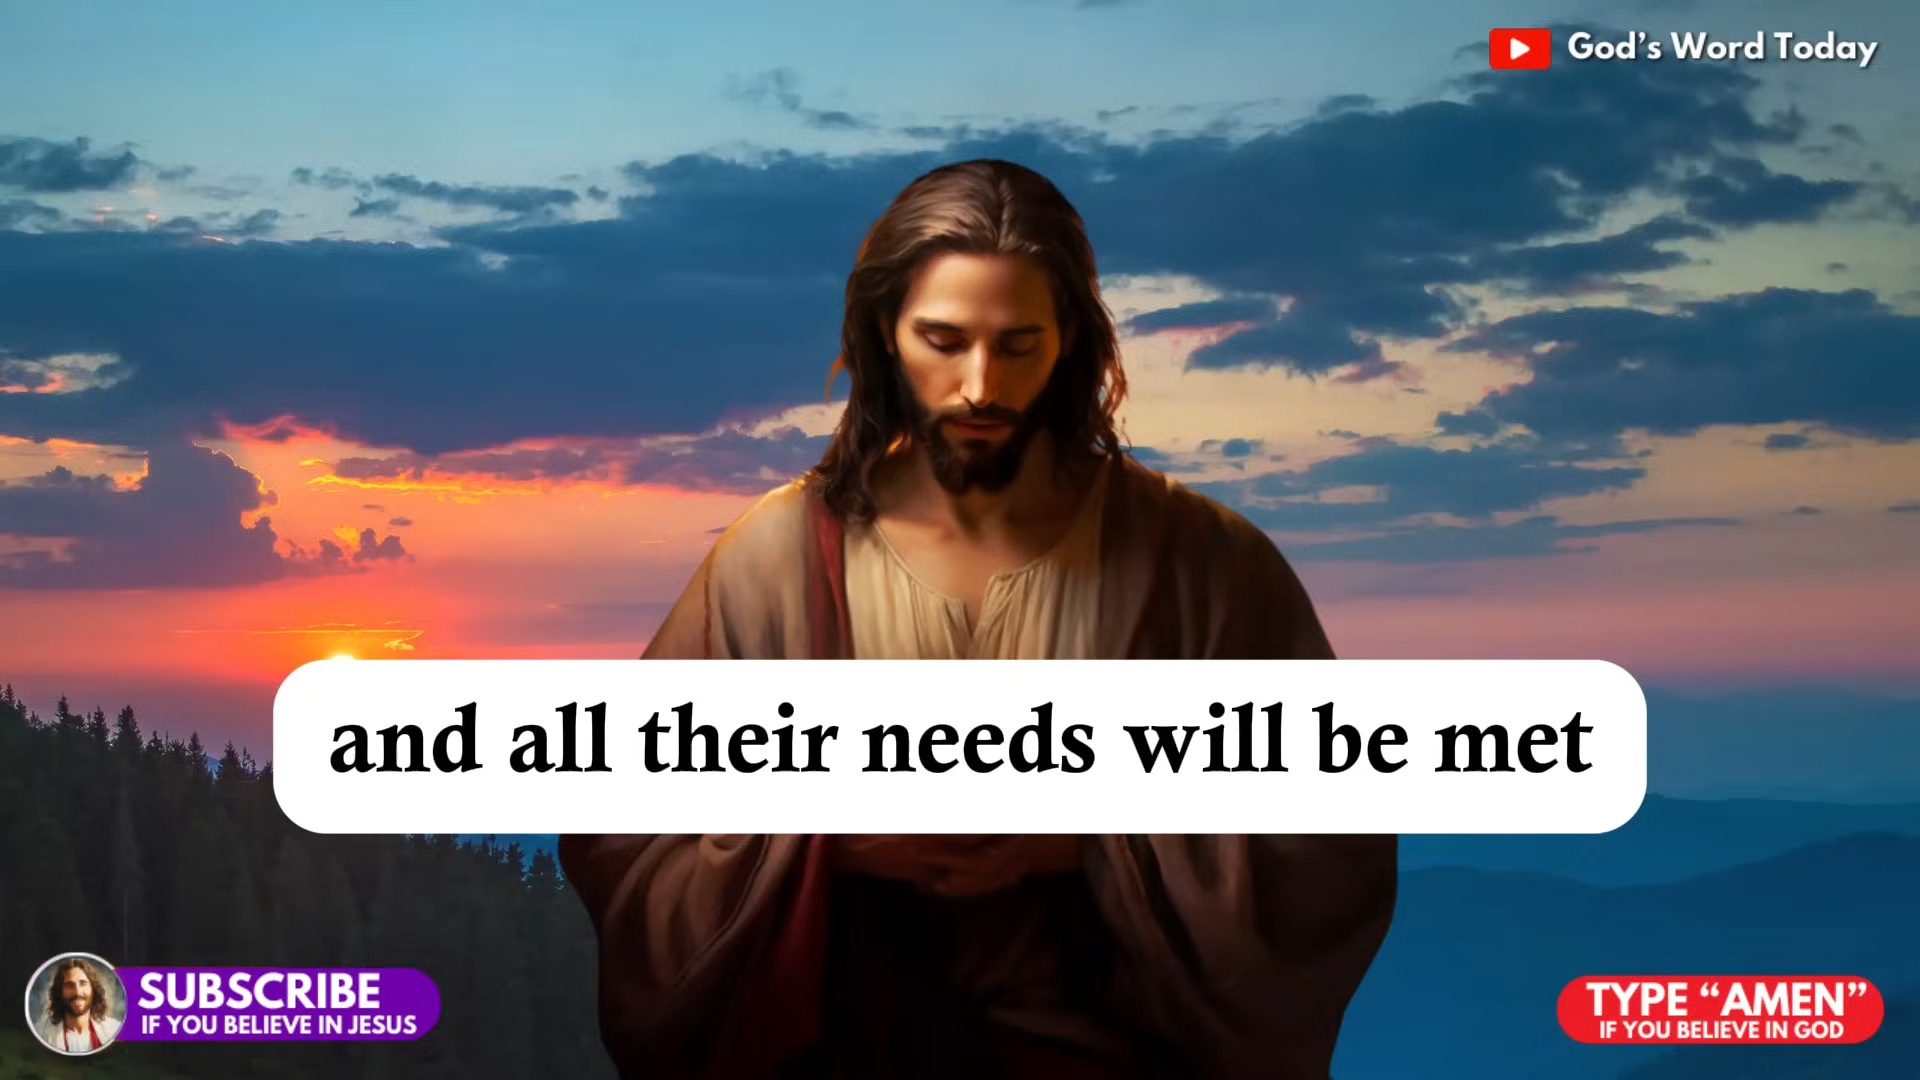 God’s Word Today
and all their needs will be met
SUBSCRIBE
IF YOU BELIEVE IN JESUS
TYPE “AMEN”
IF YOU BELIEVE IN GOD